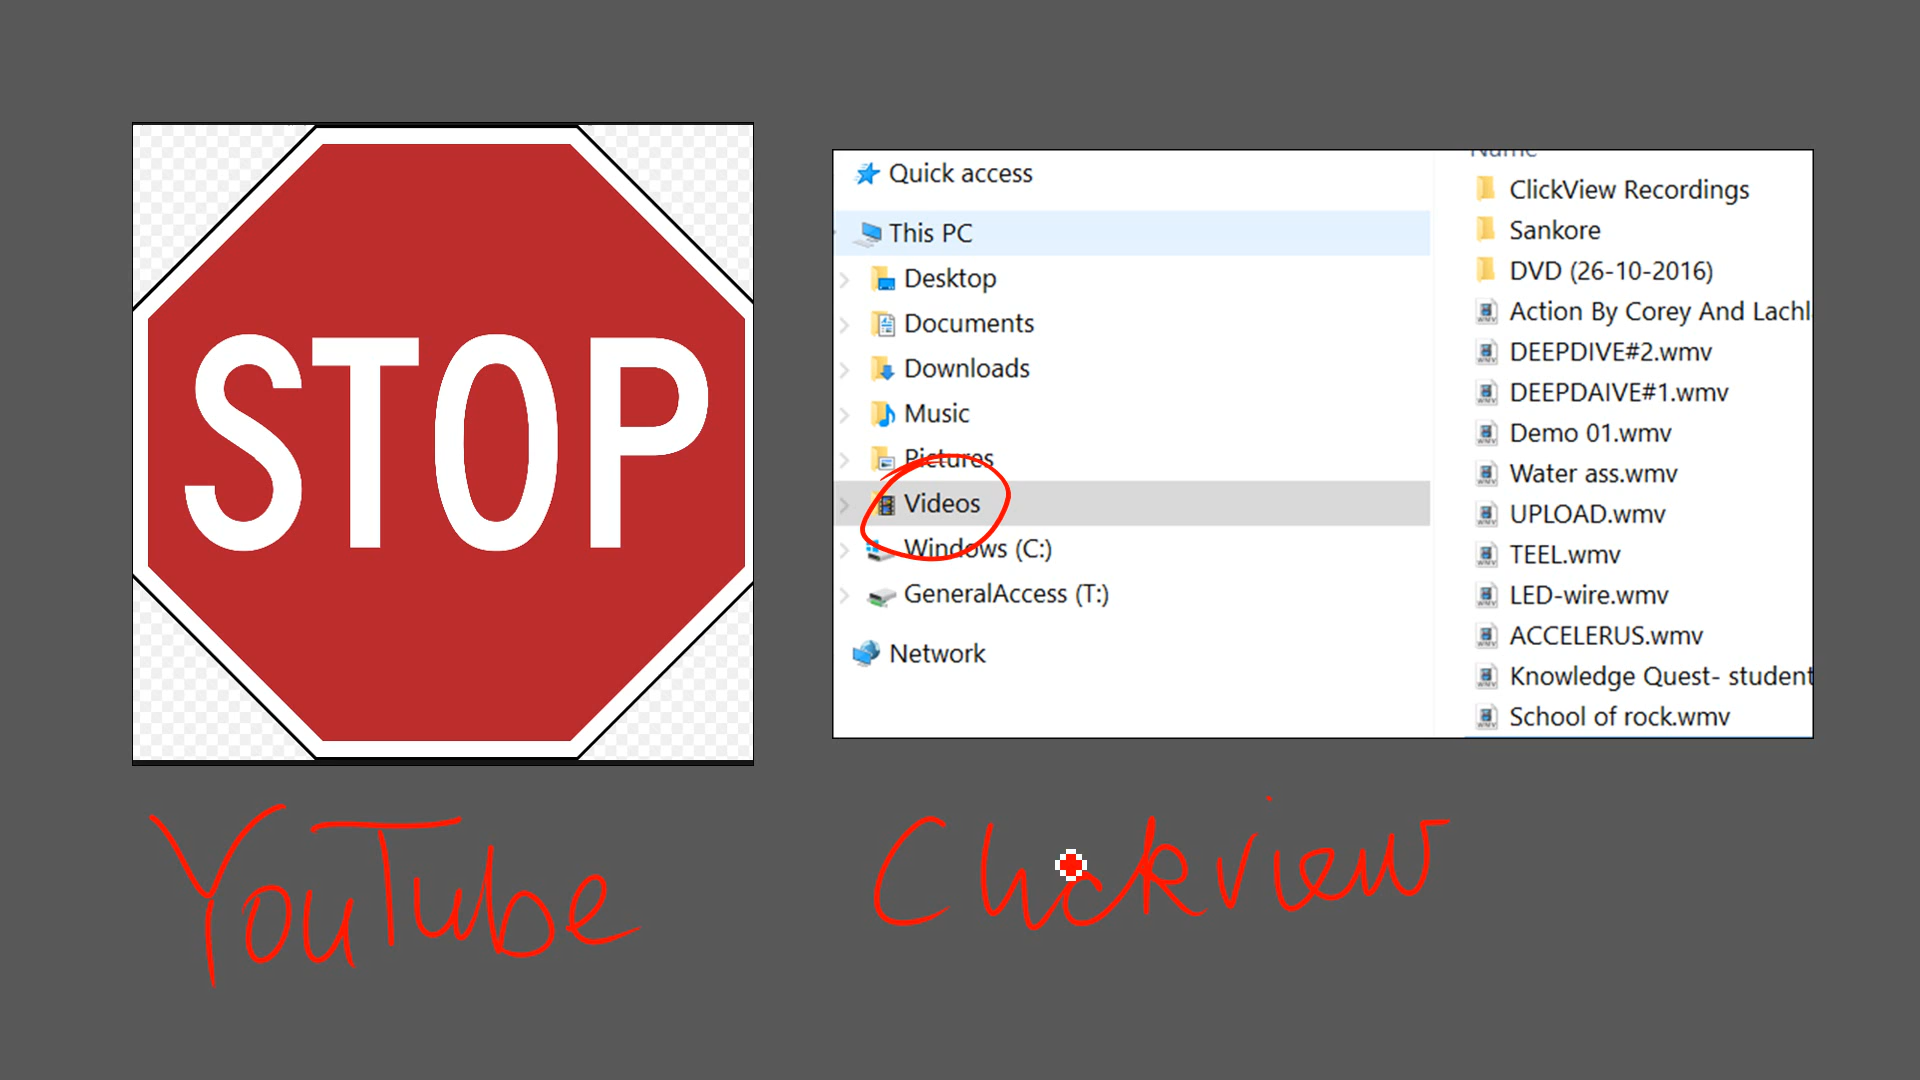 STOP
Quick access
This PC
Desktop
Documents
Downloads
Music
Pictures
Videos
Windows (C:)
GeneralAccess (T:)
Network
Name
ClickView Recordings
Sankore
DVD (26-10-2016)
Action By Corey And Lachl
DEEPDIVE#2.wmv
DEEPDAIVE#1.wmv
Demo 01.wmv
Water ass.wmv
UPLOAD.wmv
TEEL.wmv
LED-wire.wmv
ACCELERUS.wmv
Knowledge Quest- student
School of rock.wmv
YouTube
Clickview